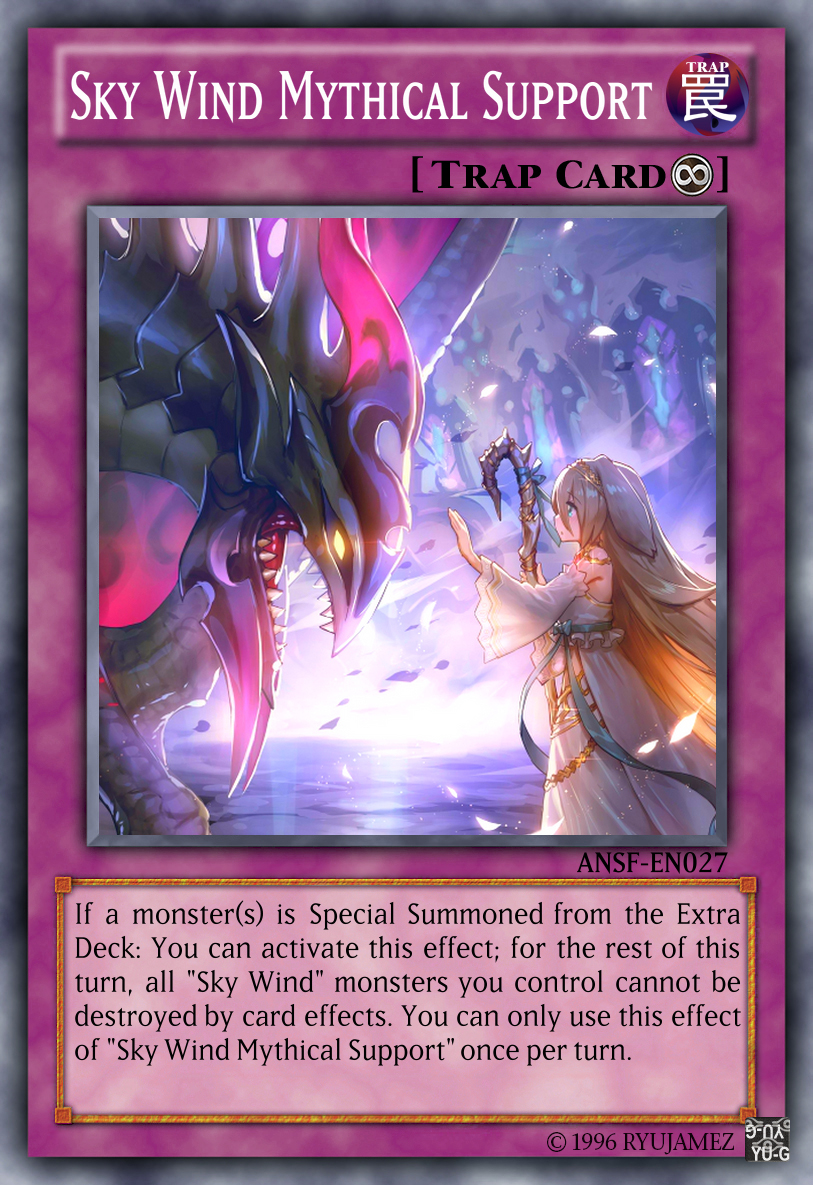 Sky Wind Mythical Support
TRAP
罠
[Trap Card]
ANSF-EN027
If a monster(s) is Special Summoned from the Extra
Deck: You can activate this effect; for the rest of this
turn, all "Sky Wind" monsters you control cannot be
destroyed by card effects. You can only use this effect
of "Sky Wind Mythical Support" once per turn.
© 1996 RYUJAMEZ
YU-G
YU-G